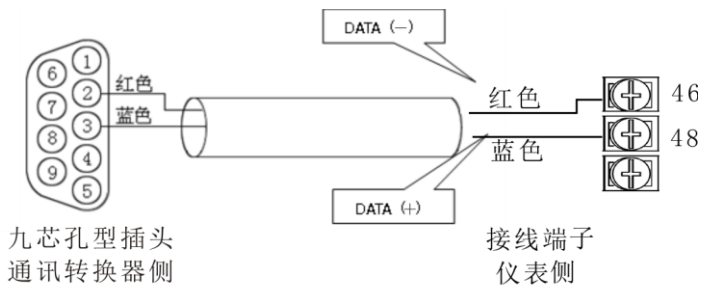 DATA (—)
1
6
2
7
3
8
4
9
5
红色
蓝色
红色
46
蓝色
48
DATA (+)
九芯孔型插头
通讯转换器侧
接线端子
仪表侧